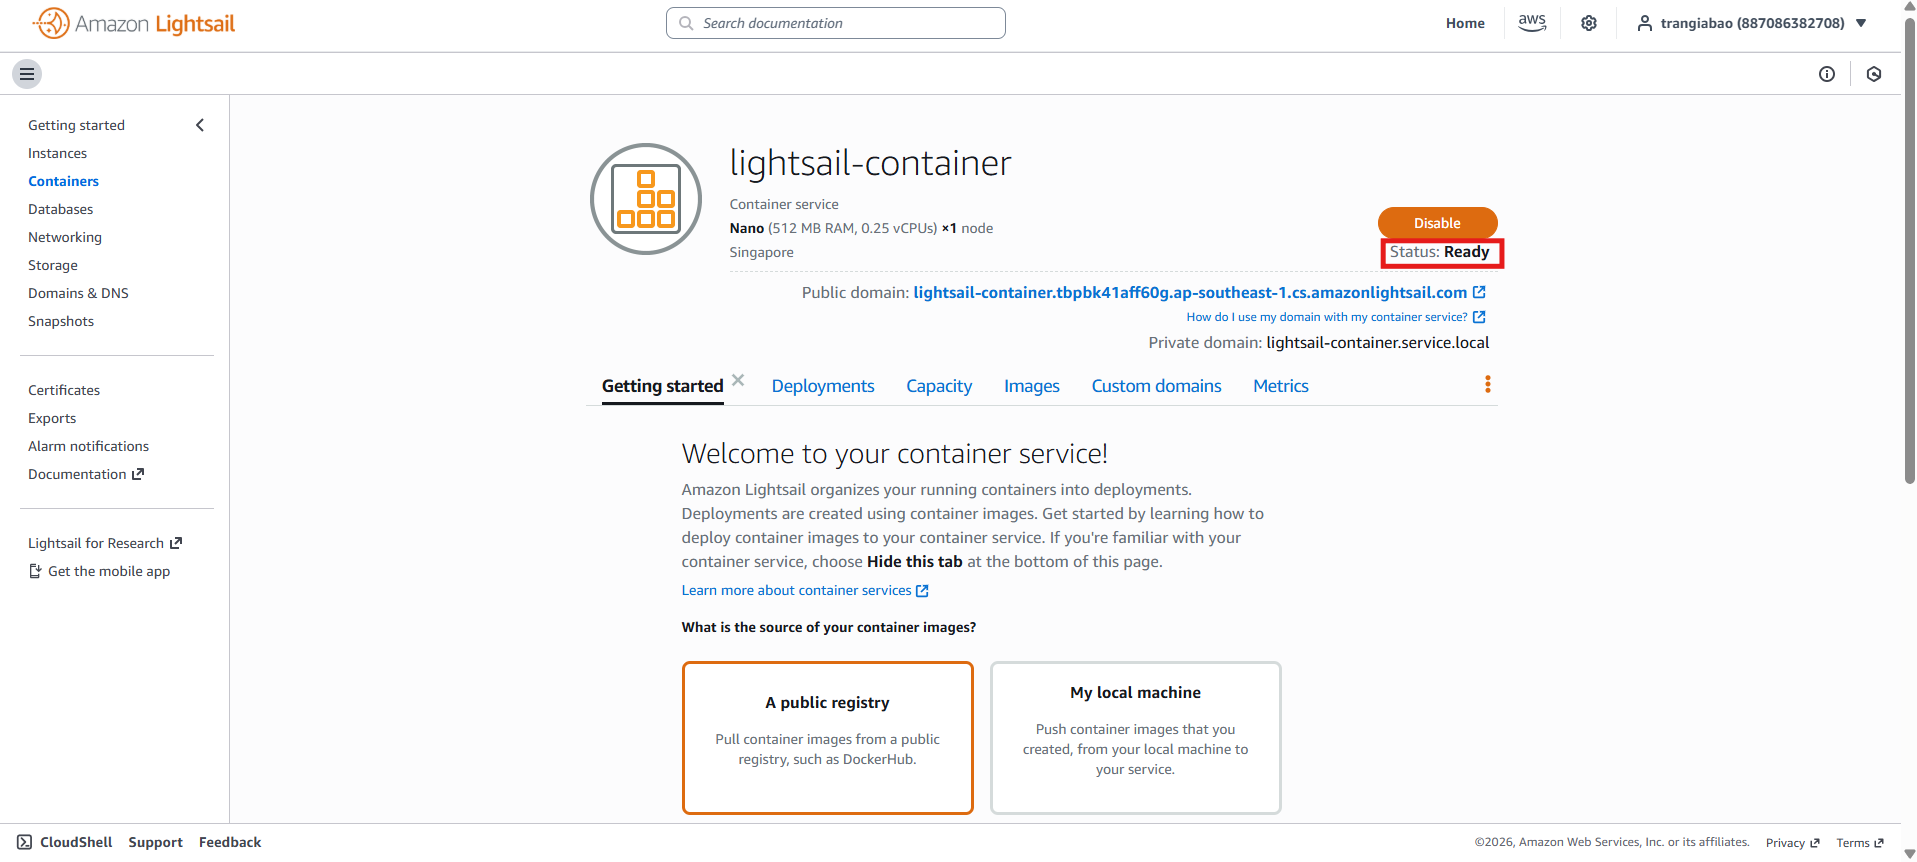 Amazon Lightsail
Search documentation
Home
aws
trangiabao (887086382708)
Getting started
Instances
Containers
Databases
Networking
Storage
Domains & DNS
Snapshots
Certificates
Exports
Alarm notifications
Documentation
Lightsail for Research
Get the mobile app
lightsail-container
Container service
Nano (512 MB RAM, 0.25 vCPUs) ×1 node
Singapore
Disable
Status: Ready
Public domain: lightsail-container.tbpbk41aff60g.ap-southeast-1.cs.amazonlightsail.com
How do I use my domain with my container service?
Private domain: lightsail-container.service.local
Getting started Deployments Capacity Images Custom domains Metrics
Welcome to your container service!
Amazon Lightsail organizes your running containers into deployments.
Deployments are created using container images. Get started by learning how to
deploy container images to your container service. If you're familiar with your
container service, choose Hide this tab at the bottom of this page.
Learn more about container services
What is the source of your container images?
A public registry
Pull container images from a public
registry, such as DockerHub.
My local machine
Push container images that you
created, from your local machine to
your service.
CloudShell Support Feedback
©2026, Amazon Web Services, Inc. or its affiliates. Privacy Terms